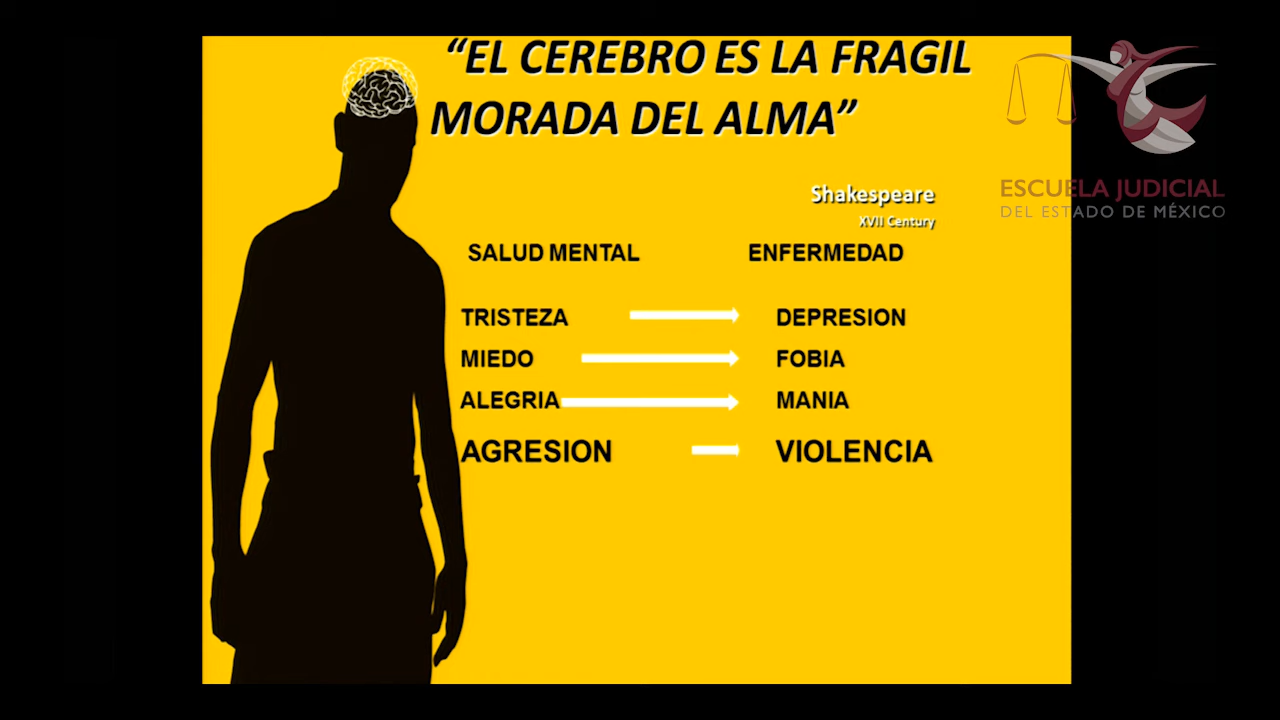 “EL CEREBRO ES LA FRAGIL
MORADA DEL ALMA”
Shakespeare
XVII Century
ESCUELA JUDICIAL
DEL ESTADO DE MÉXICO
SALUD MENTAL ENFERMEDAD
TRISTEZA DEPRESION
MIEDO FOBIA
ALEGRIA MANIA
AGRESION VIOLENCIA